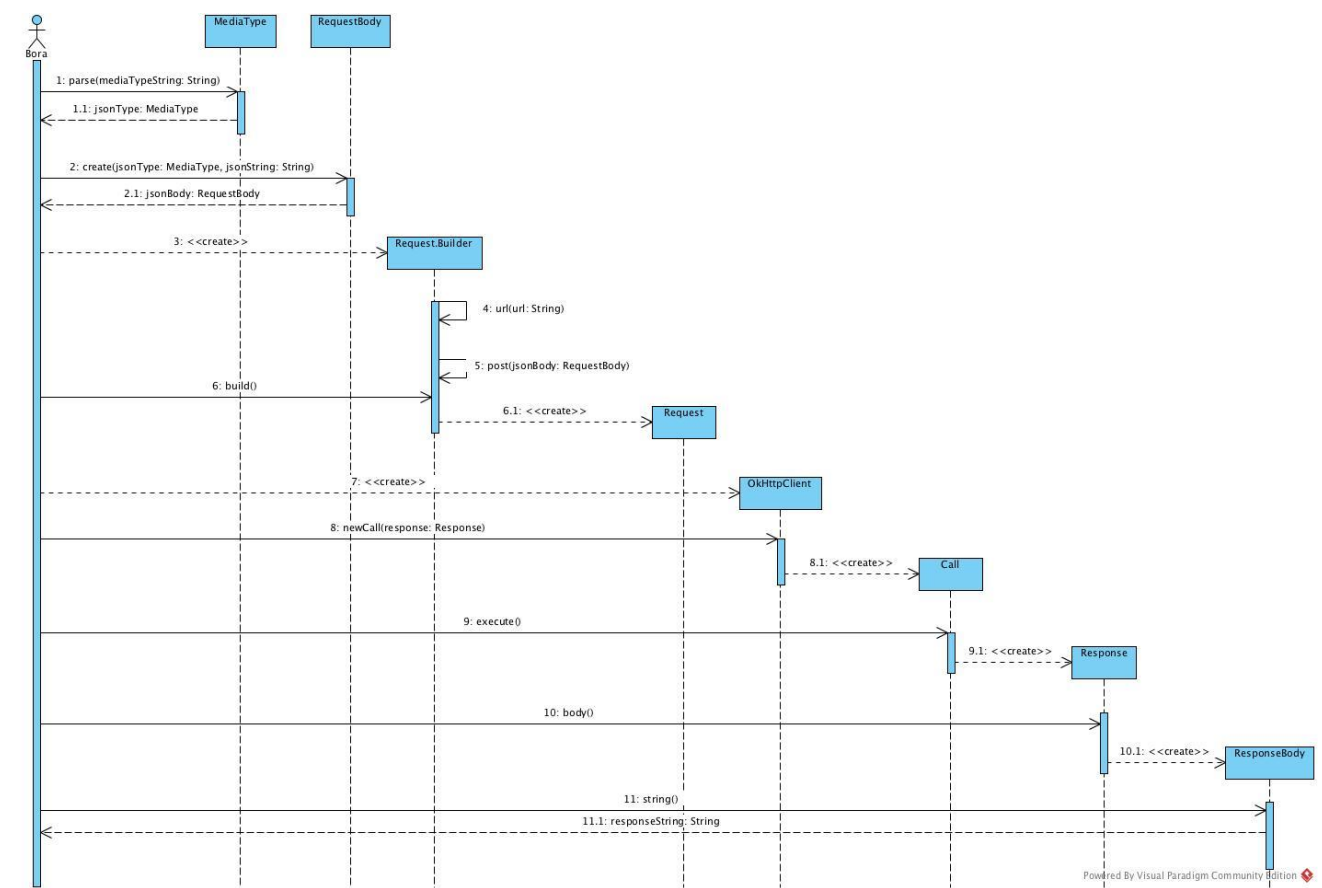 MediaType
RequestBody
Bora
1: parse(mediaTypeString: String)
1.1: jsonType: MediaType
2: create(jsonType: MediaType, jsonString: String)
2.1: jsonBody: RequestBody
3: <<create>>
Request.Builder
4: url(url: String)
5: post(jsonBody: RequestBody)
6: build()
6.1: <<create>>
Request
7: <<create>>
OkHttpClient
8: newCall(response: Response)
8.1: <<create>>
Call
9: execute()
9.1: <<create>>
Response
10: body()
10.1: <<create>>
ResponseBody
11: string()
11.1: responseString: String
Powered By Visual Paradigm Community Edition